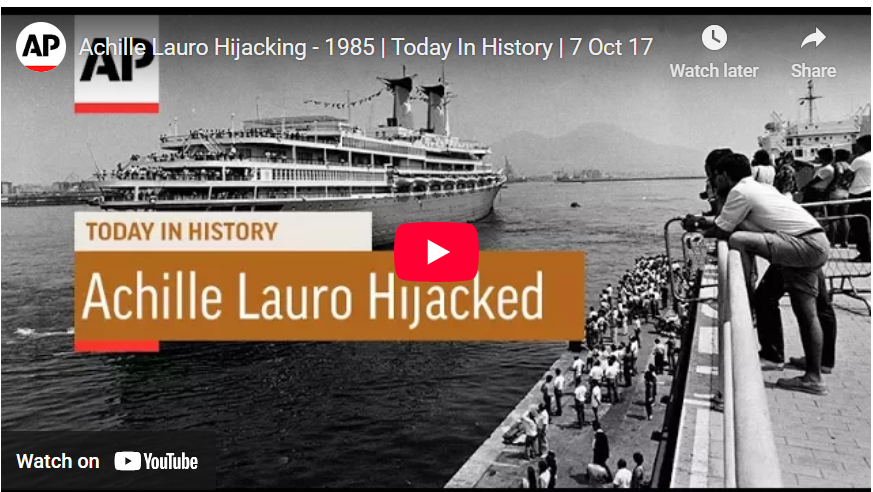 AP
Achille Lauro Hijacking - 1985 | Today In History | 7 Oct 17
Watch later
Share
AP
TODAY IN HISTORY
Achille Lauro Hijacked
Watch on YouTube